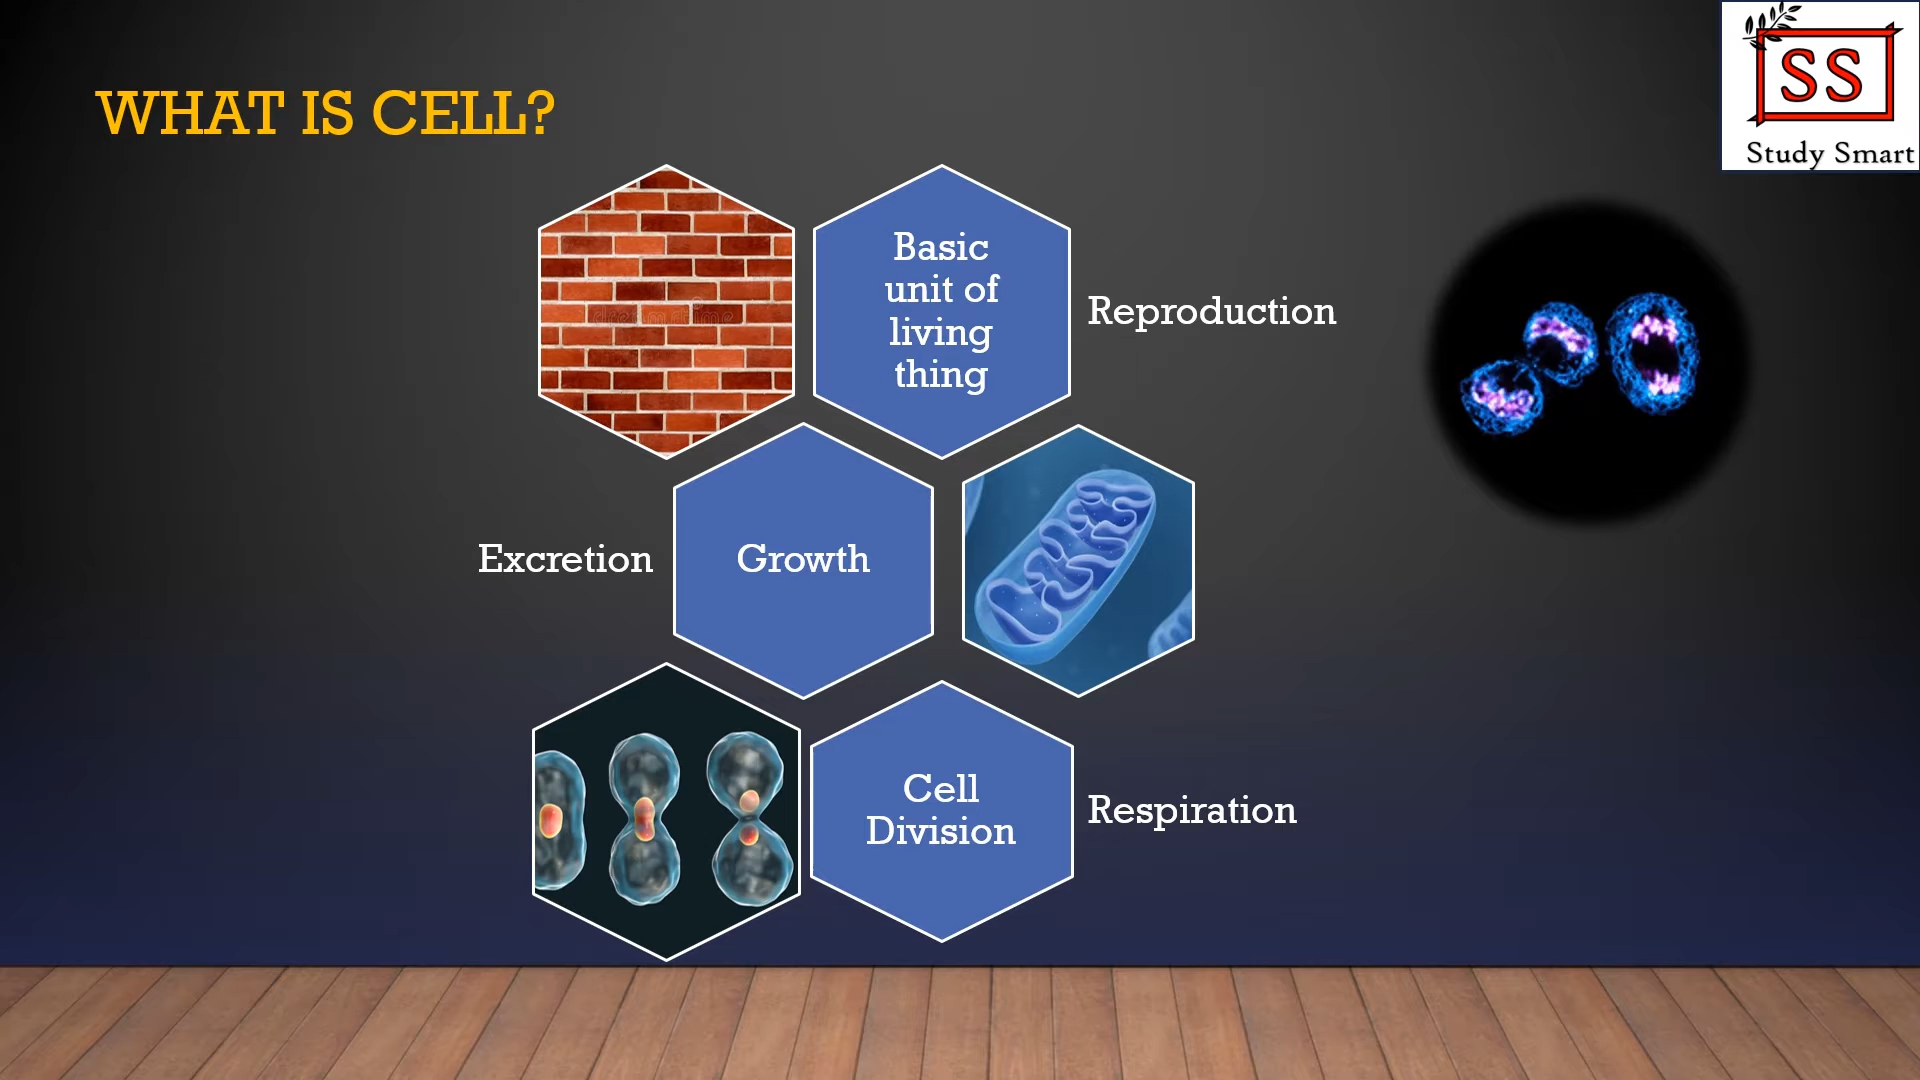 WHAT IS CELL?
SS
Study Smart
Basic
unit of
living
thing
Reproduction
Excretion
Growth
Cell
Division
Respiration